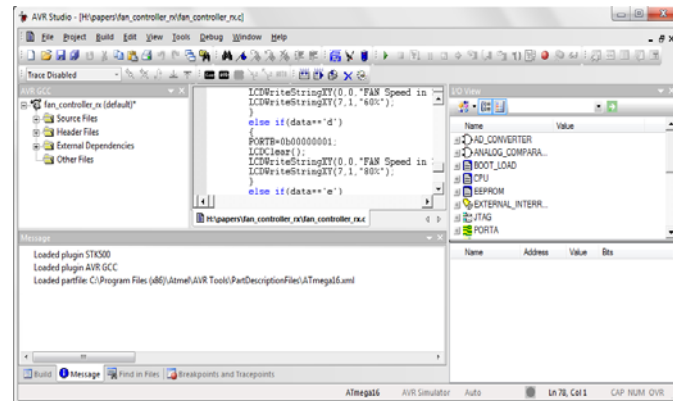 AVR Studio - [H:\papers\fan_controller_rx\fan_controller_rx.c]
File Project Build Edit View Tools Debug Window Help
Trace Disabled
AVR GCC
fan_controller_rx (default)*
Source Files
Header Files
External Dependencies
Other Files
LCDWriteStringXY(0,0,"FAN Speed in
LCDWriteStringXY(7,1,"60%");
}
else if(data=='d')
{
PORTB=0b00000001;
LCDClear();
LCDWriteStringXY(0,0,"FAN Speed in
LCDWriteStringXY(7,1,"80%");
}
else if(data=='e')
H:\papers\fan_controller_rx\fan_controller_rx.c
I/O View
Name Value
AD_CONVERTER
ANALOG_COMPARA...
BOOT_LOAD
CPU
EEPROM
EXTERNAL_INTERR...
JTAG
PORTA
Name Address Value Bits
Message
Loaded plugin STK500
Loaded plugin AVR GCC
Loaded partfile: C:\Program Files (x86)\Atmel\AVR Tools\PartDescriptionFiles\ATmega16.xml
Build Message Find in Files Breakpoints and Tracepoints
ATmega16 AVR Simulator Auto Ln 78, Col 1 CAP NUM OVR